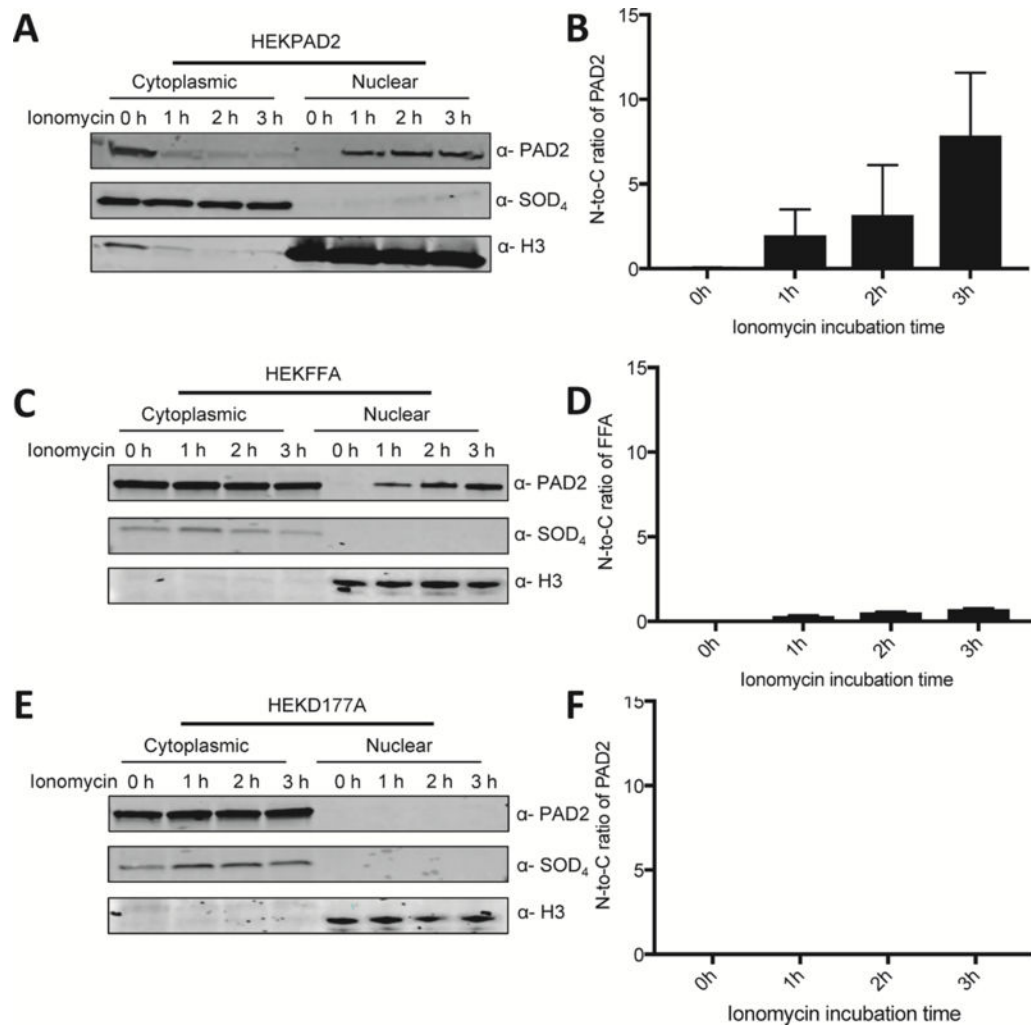 A
HEKPAD2
Cytoplasmic Nuclear
Ionomycin 0 h 1 h 2 h 3 h 0 h 1 h 2 h 3 h
α- PAD2
α- SOD4
α- H3
B
N-to-C ratio of PAD2
15
10
5
0
0h 1h 2h 3h
Ionomycin incubation time
C
HEKFFA
Cytoplasmic Nuclear
Ionomycin 0 h 1 h 2 h 3 h 0 h 1 h 2 h 3 h
α- PAD2
α- SOD4
α- H3
D
N-to-C ratio of FFA
15
10
5
0
0h 1h 2h 3h
Ionomycin incubation time
E
HEKD177A
Cytoplasmic Nuclear
Ionomycin 0 h 1 h 2 h 3 h 0 h 1 h 2 h 3 h
α- PAD2
α- SOD4
α- H3
F
N-to-C ratio of PAD2
15
10
5
0
0h 1h 2h 3h
Ionomycin incubation time